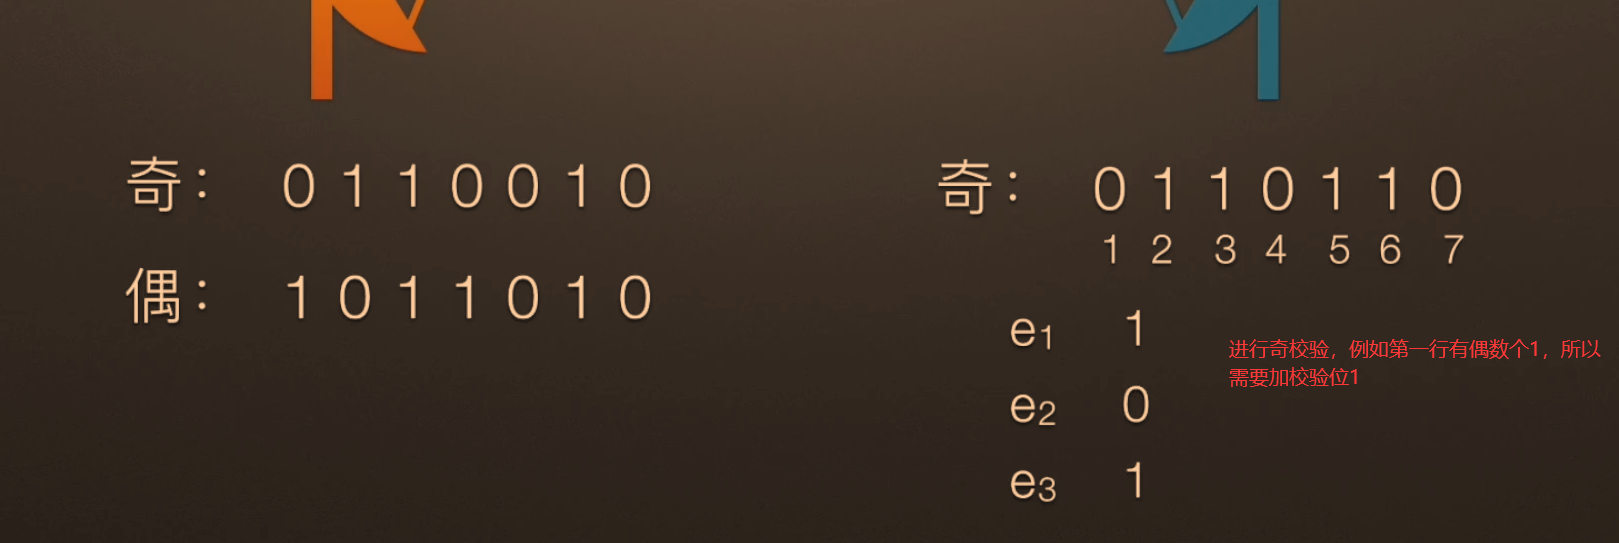 奇： 0 1 1 0 0 1 0
偶： 1 0 1 1 0 1 0
奇： 0 1 1 0 1 1 0
1 2 3 4 5 6 7
e₁ 1
e₂ 0
e₃ 1
进行奇校验，例如第一行有偶数个1，所以
需要加校验位1